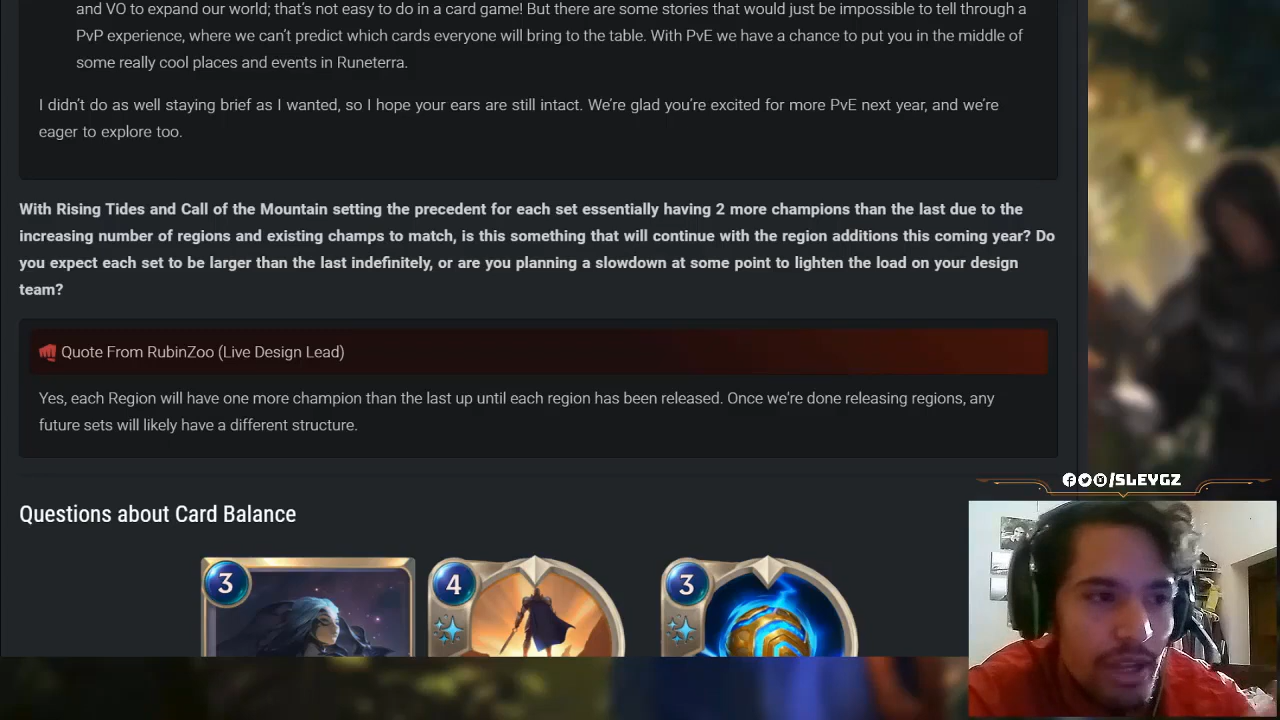 and VO to expand our world; that's not easy to do in a card game! But there are some stories that would just be impossible to tell through a
PvP experience, where we can't predict which cards everyone will bring to the table. With PvE we have a chance to put you in the middle of
some really cool places and events in Runeterra.
I didn't do as well staying brief as I wanted, so I hope your ears are still intact. We're glad you're excited for more PvE next year, and we're
eager to explore too.
With Rising Tides and Call of the Mountain setting the precedent for each set essentially having 2 more champions than the last due to the
increasing number of regions and existing champs to match, is this something that will continue with the region additions this coming year? Do
you expect each set to be larger than the last indefinitely, or are you planning a slowdown at some point to lighten the load on your design
team?
Quote From RubinZoo (Live Design Lead)
Yes, each Region will have one more champion than the last up until each region has been released. Once we're done releasing regions, any
future sets will likely have a different structure.
/SLEYGZ
Questions about Card Balance
3
4
3